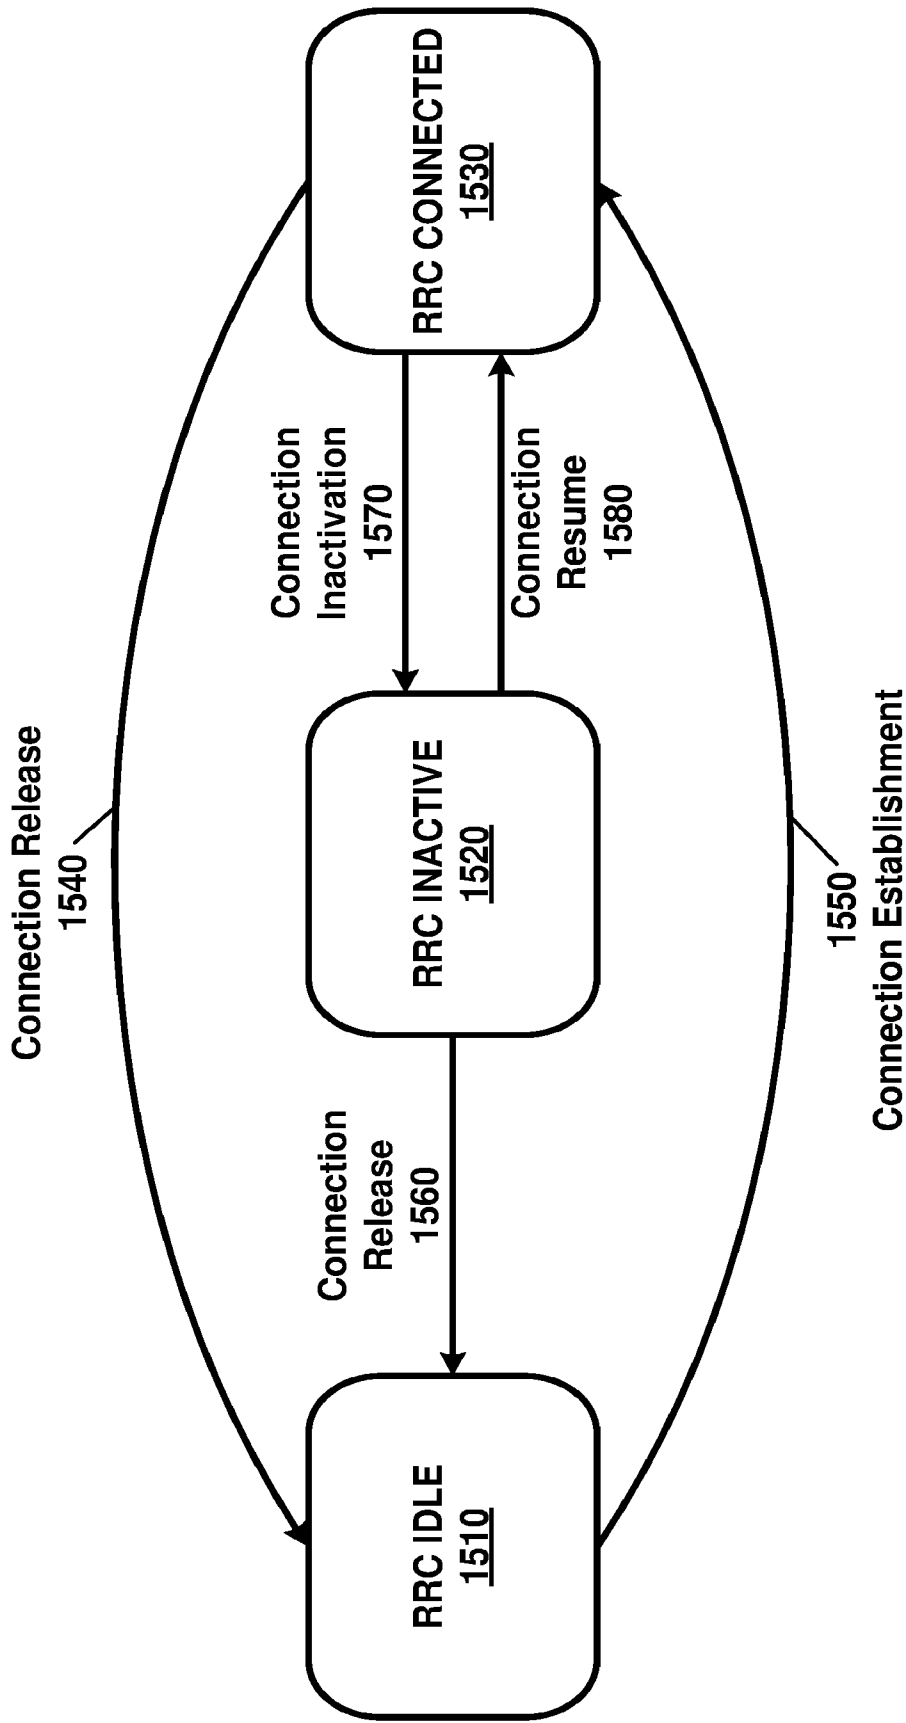 Connection Release
1540
RRC IDLE
1510
Connection
Release
1560
RRC INACTIVE
1520
Connection
Inactivation
1570
Connection
Resume
1580
RRC CONNECTED
1530
1550
Connection Establishment